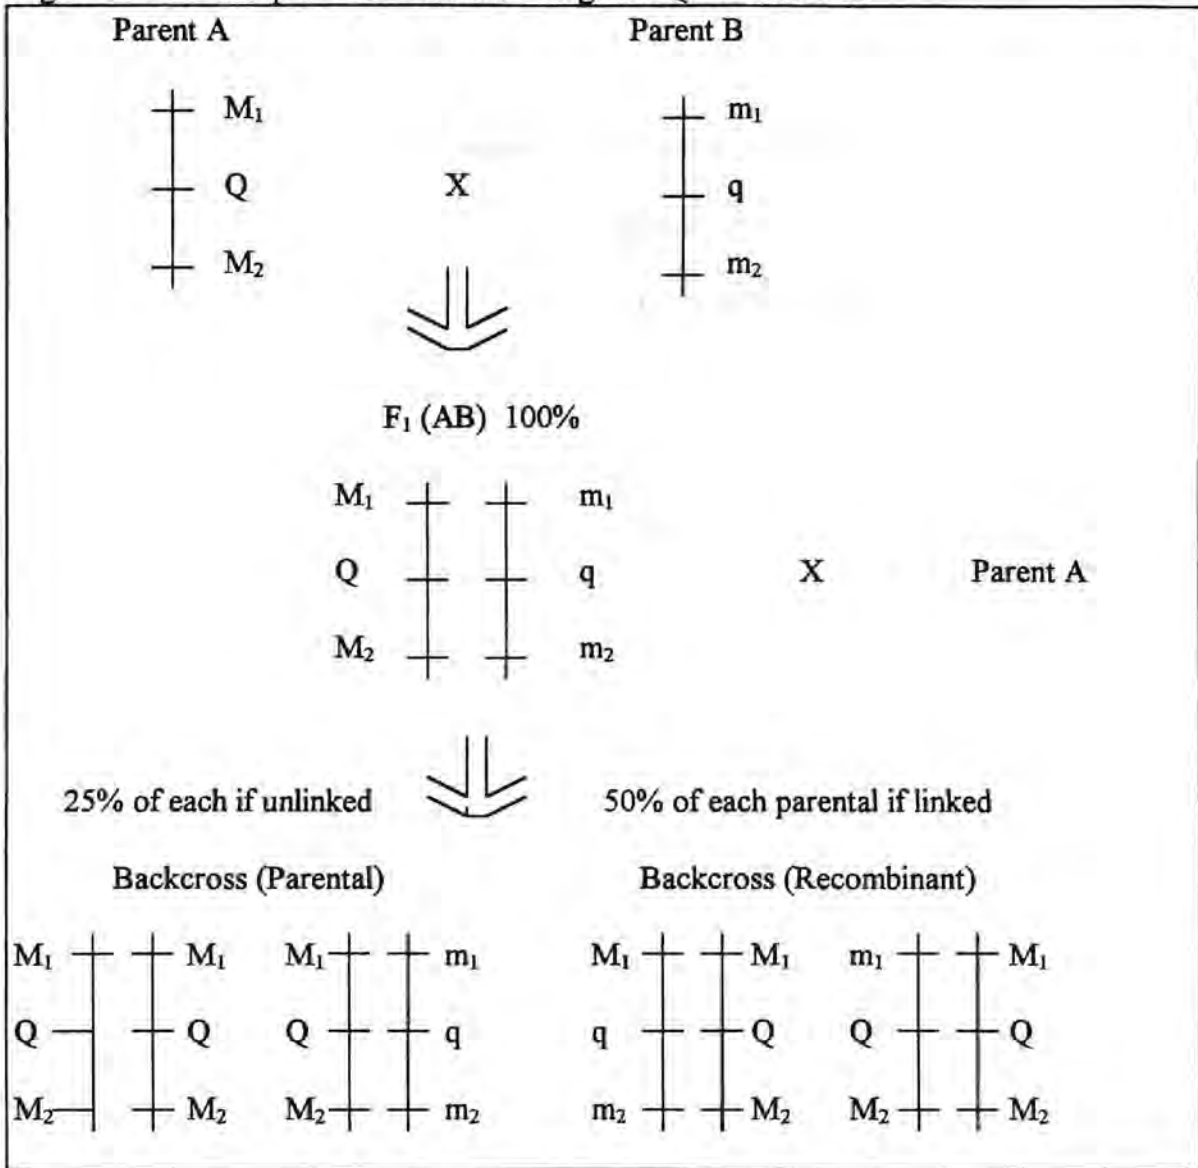 Parent A Parent B
M₁ m₁
Q X q
M₂ m₂
F₁ (AB) 100%
M₁ m₁
Q q X Parent A
M₂ m₂
25% of each if unlinked 50% of each parental if linked
Backcross (Parental) Backcross (Recombinant)
M₁ M₁ M₁ m₁ M₁ M₁ m₁ M₁
Q Q Q q q Q Q Q
M₂ M₂ M₂ m₂ m₂ M₂ M₂ M₂